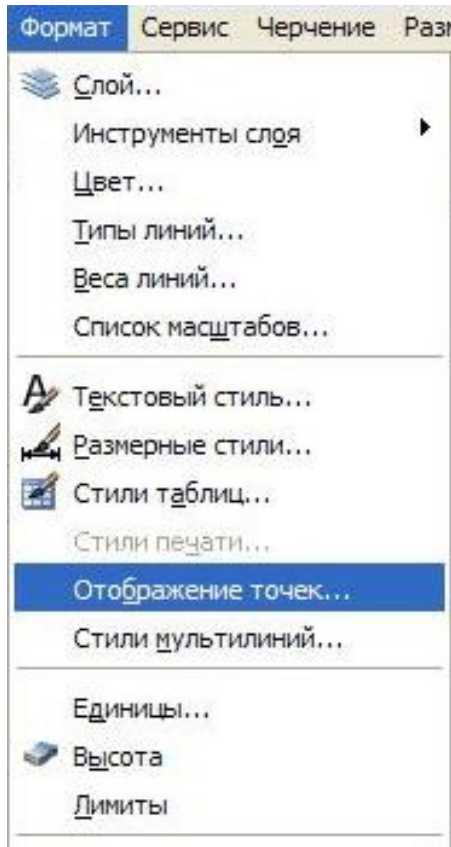 Формат Сервис Черчение Раз
Слой...
Инструменты слоя
Цвет...
Типы линий...
Веса линий...
Список масштабов...
Текстовый стиль...
Размерные стили...
Стили таблиц...
Стили печати...
Отображение точек...
Стили мультилиний...
Единицы...
Высота
Лимиты